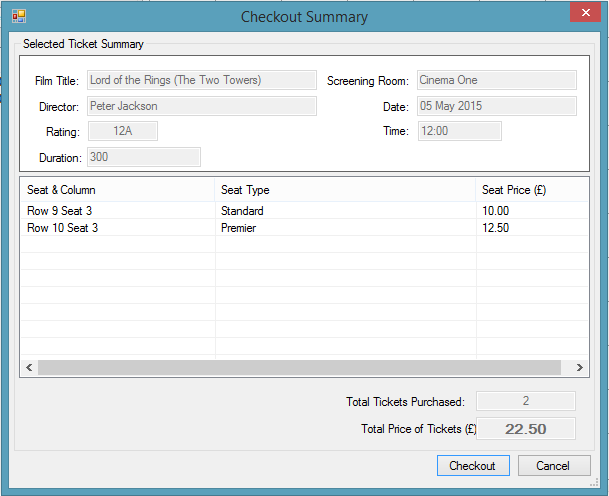 Checkout Summary
Selected Ticket Summary
Film Title: Lord of the Rings (The Two Towers) Screening Room: Cinema One
Director: Peter Jackson Date: 05 May 2015
Rating: 12A Time: 12:00
Duration: 300
Seat & Column Seat Type Seat Price (£)
Row 9 Seat 3 Standard 10.00
Row 10 Seat 3 Premier 12.50
Total Tickets Purchased: 2
Total Price of Tickets (£) 22.50
Checkout Cancel